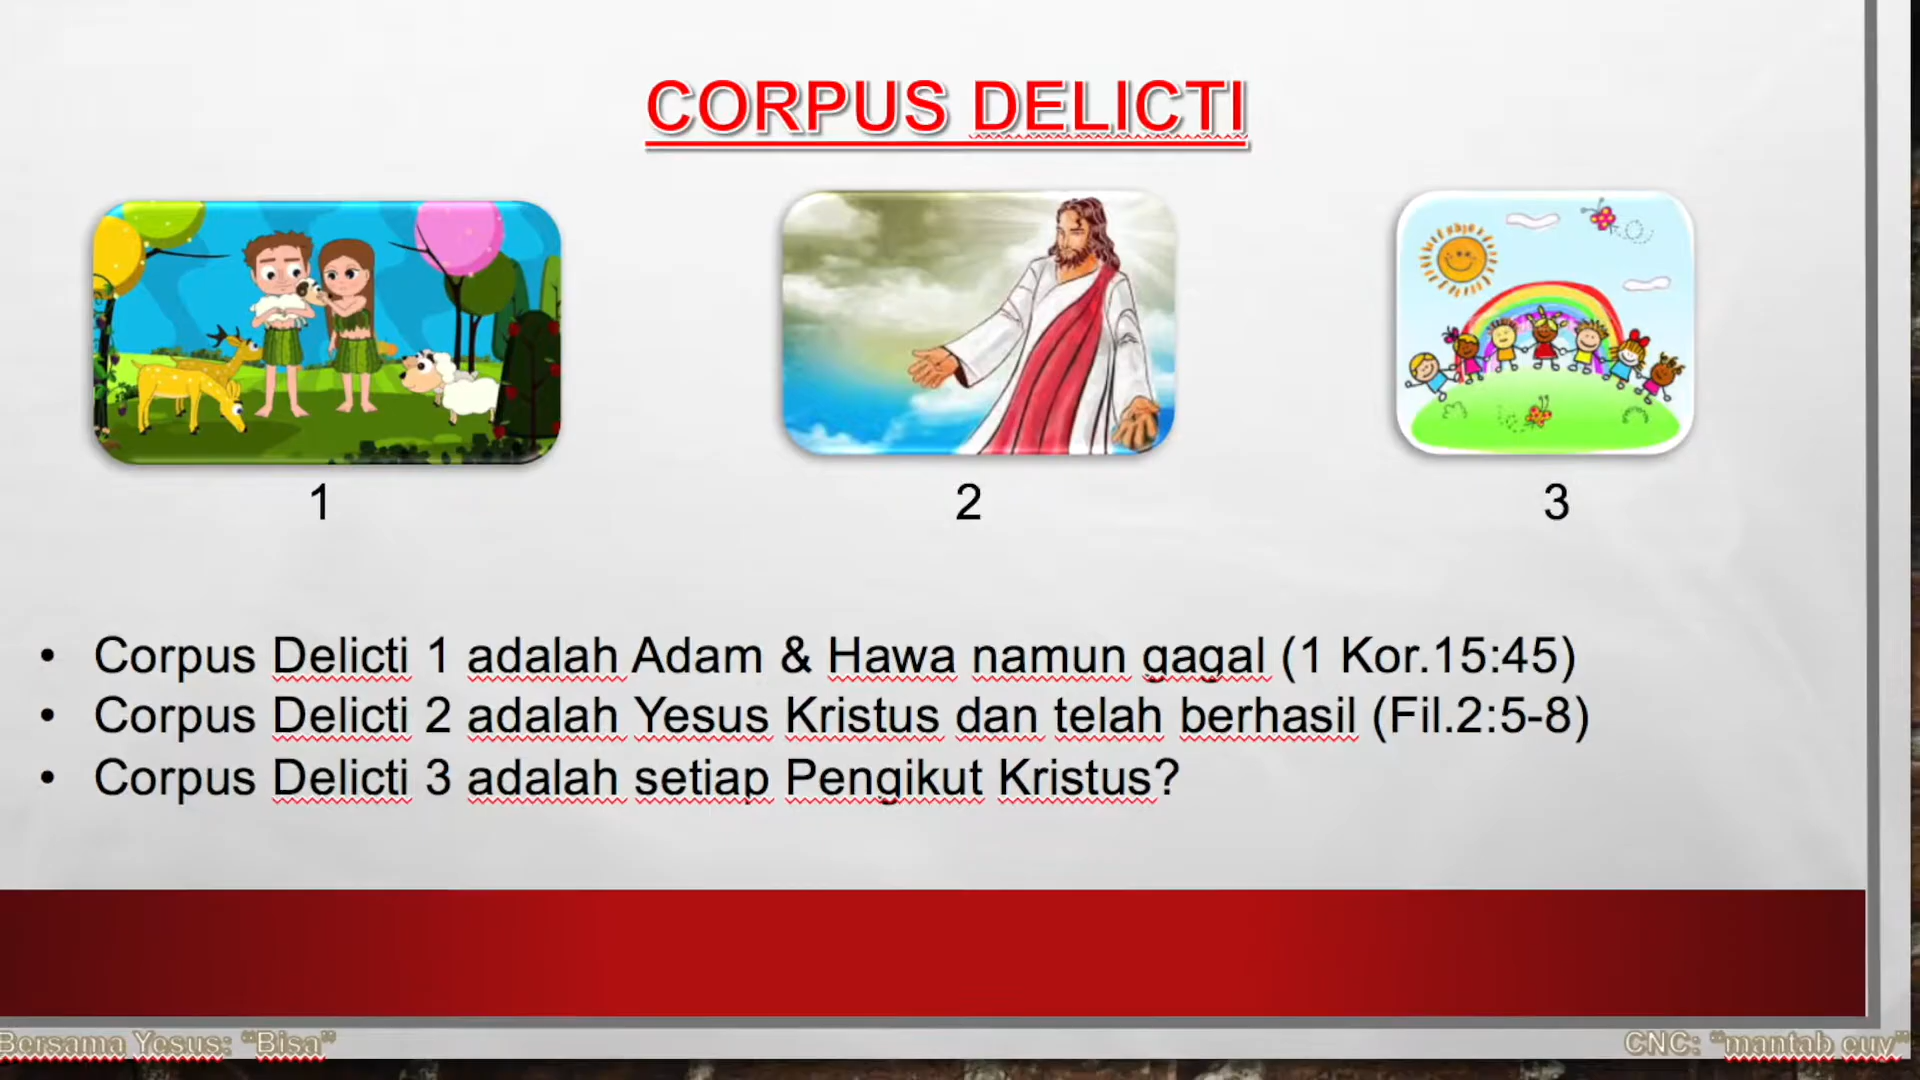 CORPUS DELICTI
1
2
3
• Corpus Delicti 1 adalah Adam & Hawa namun gagal (1 Kor.15:45)
• Corpus Delicti 2 adalah Yesus Kristus dan telah berhasil (Fil.2:5-8)
• Corpus Delicti 3 adalah setiap Pengikut Kristus?
Bersama Yesus: “Bisa”
CNC: “mantab cuy”